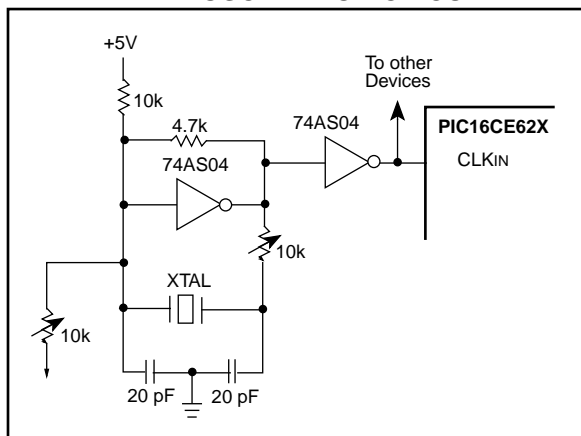 +5V
10k
4.7k
74AS04
To other
Devices
74AS04
PIC16CE62X
CLKIN
10k
XTAL
10k
20 pF
20 pF